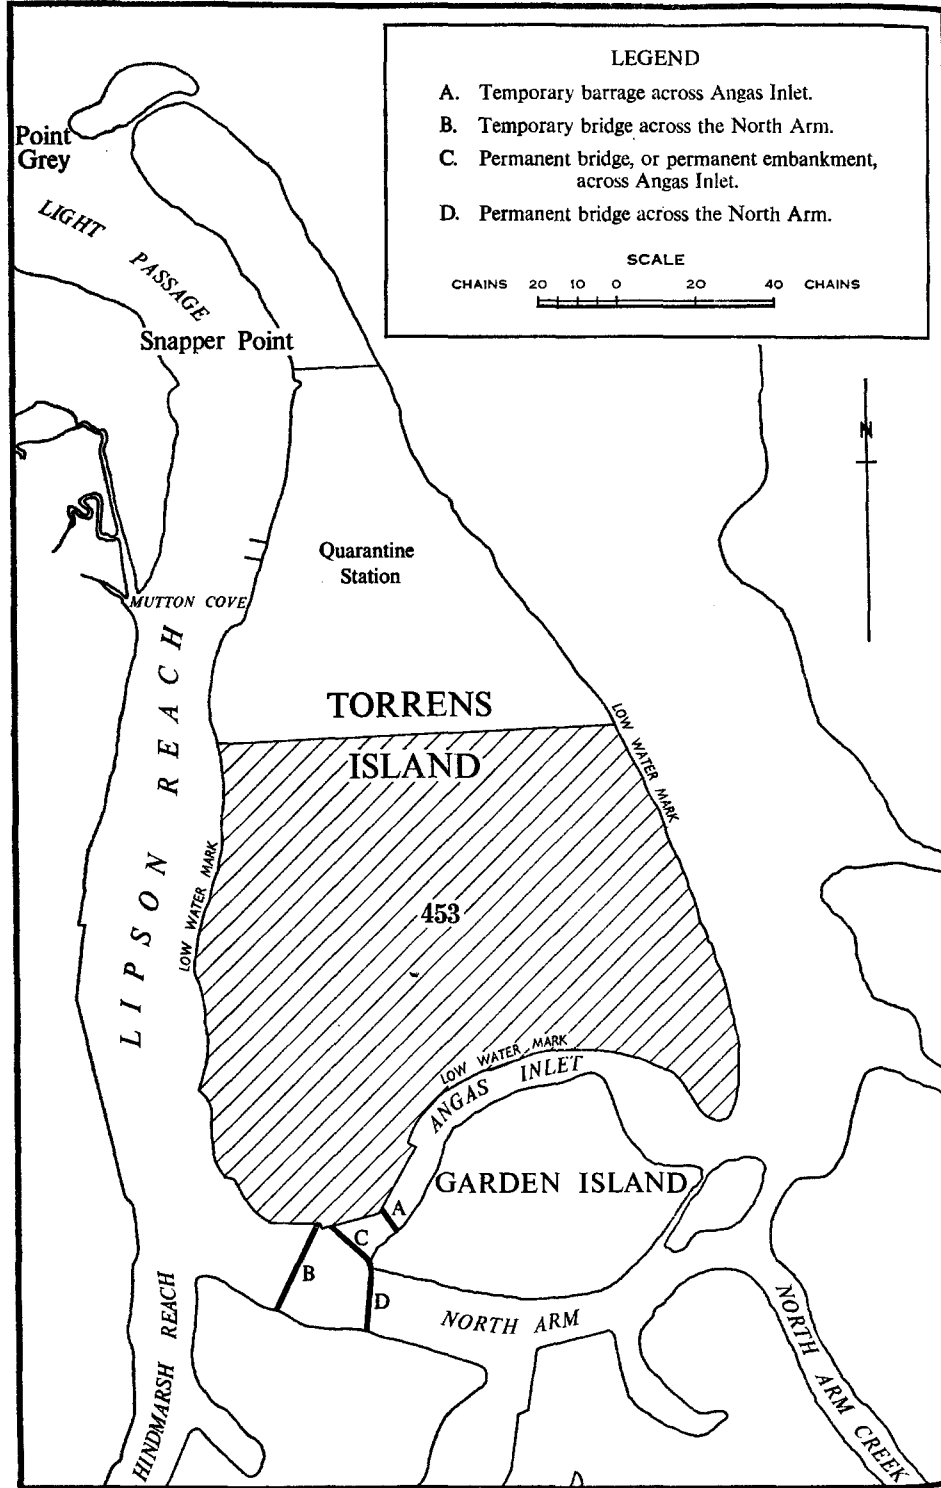 LEGEND
A. Temporary barrage across Angas Inlet.
B. Temporary bridge across the North Arm.
C. Permanent bridge, or permanent embankment,
across Angas Inlet.
D. Permanent bridge across the North Arm.
SCALE
CHAINS 20 10 0 20 40 CHAINS
Point
Grey
LIGHT PASSAGE
Snapper Point
N
Quarantine
Station
MUTTON COVE
LIPSON REACH
TORRENS
ISLAND
LOW WATER MARK
LOW WATER MARK
453
LOW WATER MARK
ANGAS INLET
GARDEN ISLAND
A
C
B
D
NORTH ARM
HINDMARSH REACH
NORTH ARM CREEK